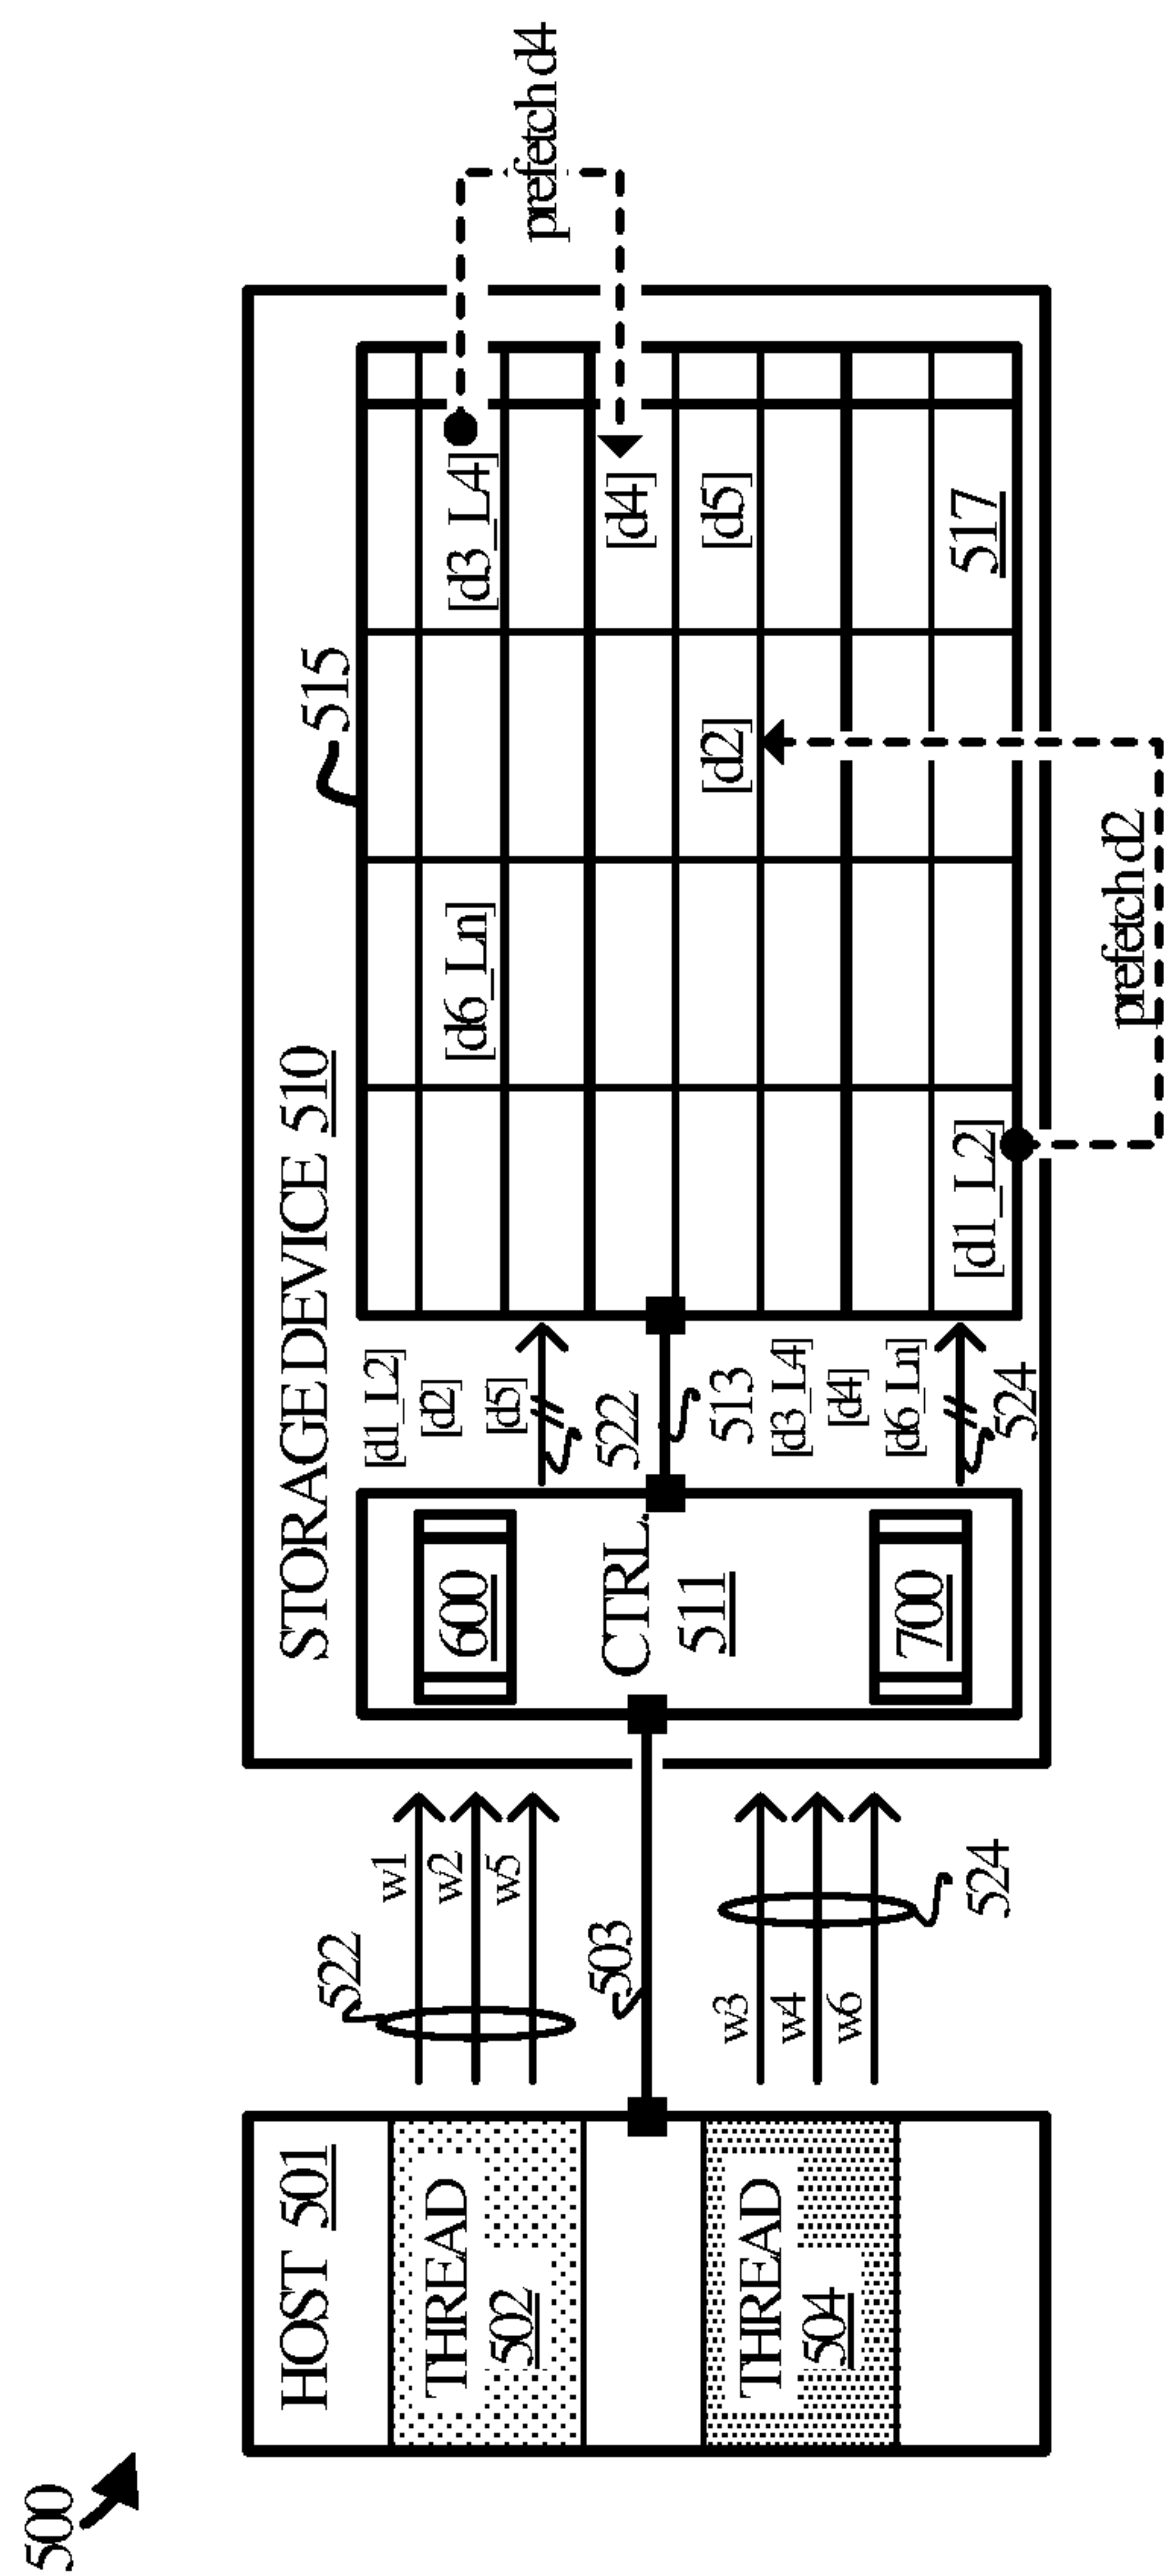 500
HOST 501
THREAD
502
THREAD
504
522
w1
w2
w5
503
w3
w4
w6
524
STORAGE DEVICE 510
600
CTRL.
511
700
[d1_L2]
[d2]
[d5]
522
513
[d3_L4]
[d4]
[d6_Ln]
524
515
[d6_Ln]
[d3_L4]
[d4]
[d2]
[d5]
[d1_L2]
517
prefetch d4
prefetch d2